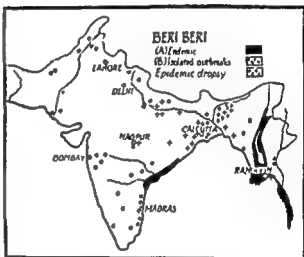 BERI BERI
(A) Endemic
(B) Isolated outbreaks
Epidemic dropsy
LAHORE
DELHI
NAGPUR
CALCUTTA
BOMBAY
RANGOON
MADRAS